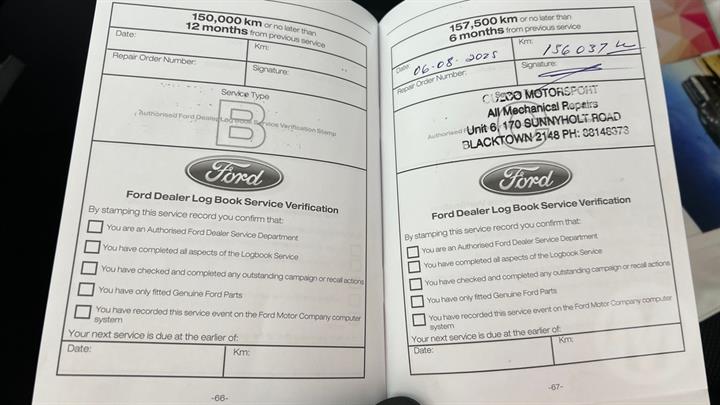 150,000 km or no later than
12 months from previous service
Date:
Km:
Repair Order Number:
Signature:
Service Type
Authorised Ford Dealer Log Book Service Verification Stamp
B
Ford
Ford Dealer Log Book Service Verification
By stamping this service record you confirm that:
You are an Authorised Ford Dealer Service Department
You have completed all aspects of the Logbook Service
You have checked and completed any outstanding campaign or recall actions
You have only fitted Genuine Ford Parts
You have recorded this service event on the Ford Motor Company computer
system
Your next service is due at the earlier of:
Date:
Km:
-66-
157,500 km or no later than
6 months from previous service
Date: 06-08-2025
Km: 156037
Repair Order Number:
Signature:
MOTORSPORT
All Mechanical Repairs
Authorised
Unit 6, 170 SUNNYHOLT ROAD
BLACKTOWN 2148 PH: 88148373
Ford
Ford Dealer Log Book Service Verification
By stamping this service record you confirm that:
You are an Authorised Ford Dealer Service Department
You have completed all aspects of the Logbook Service
You have checked and completed any outstanding campaign or recall actions
You have only fitted Genuine Ford Parts
You have recorded this service event on the Ford Motor Company computer
system
Your next service is due at the earlier of:
Date:
Km:
-67-